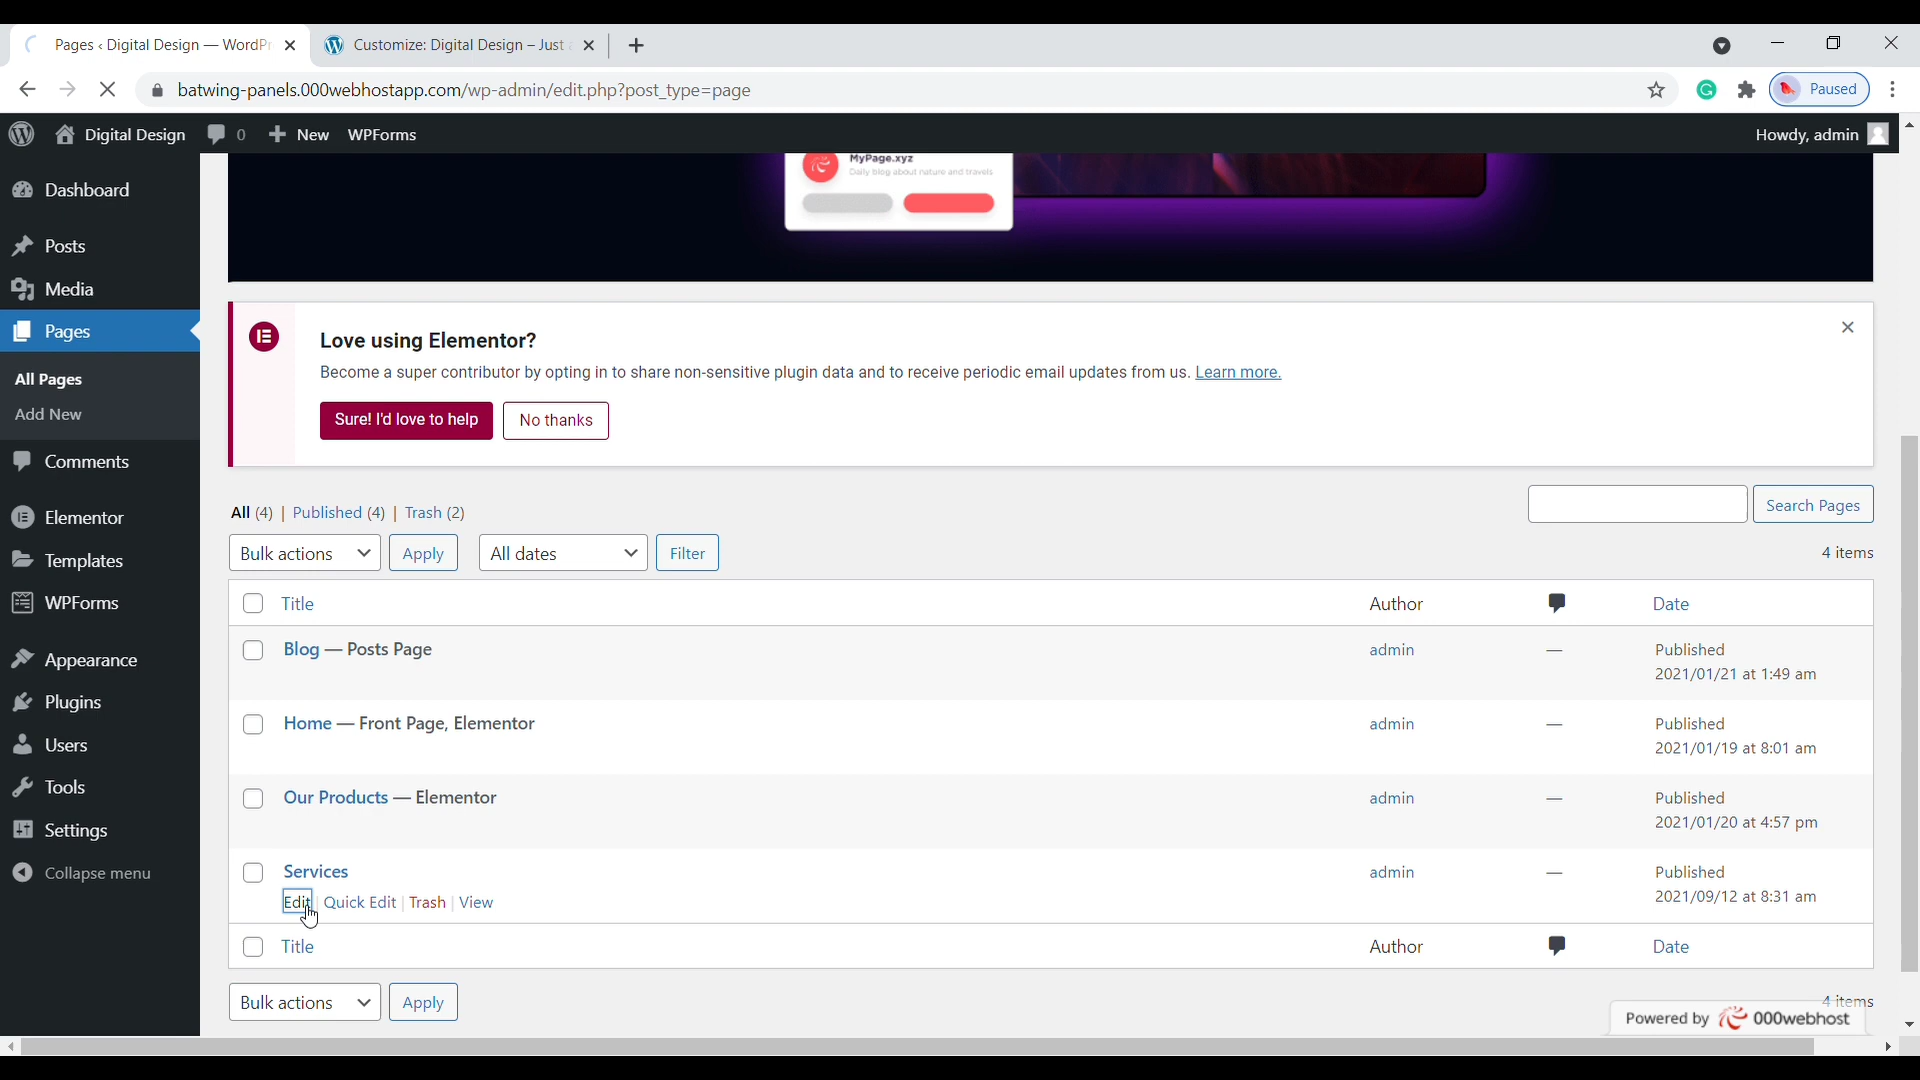 Pages ‹ Digital Design — WordPr
Customize: Digital Design – Just
batwing-panels.000webhostapp.com/wp-admin/edit.php?post_type=page
Paused
Digital Design
0
New
WPForms
Howdy, admin
MyPage.xyz
Daily blog about nature and travels
Dashboard
Posts
Media
Pages
All Pages
Add New
Comments
Elementor
Templates
WPForms
Appearance
Plugins
Users
Tools
Settings
Collapse menu
Love using Elementor?
Become a super contributor by opting in to share non-sensitive plugin data and to receive periodic email updates from us. Learn more.
Sure! I'd love to help
No thanks
All (4) | Published (4) | Trash (2)
Search Pages
Bulk actions
Apply
All dates
Filter
4 items
Title
Author
Date
Blog — Posts Page
admin
—
Published
2021/01/21 at 1:49 am
Home — Front Page, Elementor
admin
—
Published
2021/01/19 at 8:01 am
Our Products — Elementor
admin
—
Published
2021/01/20 at 4:57 pm
Services
admin
—
Published
2021/09/12 at 8:31 am
Edit | Quick Edit | Trash | View
Title
Author
Date
Bulk actions
Apply
4 items
Powered by 000webhost